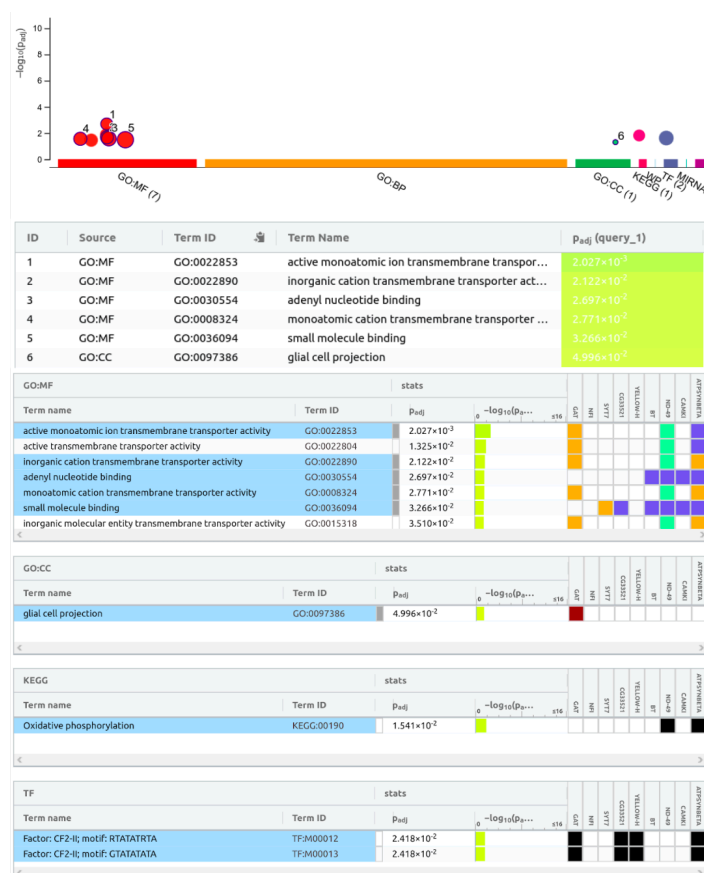 10
8
6
4
2
0
−log10(padj)
4
1
3
5
6
GO:MF (7)
GO:BP
GO:CC (1)
KEGG (1)
WP
TF (2)
MIRNA
ID Source Term ID Term Name padj (query_1)
1 GO:MF GO:0022853 active monoatomic ion transmembrane transpor... 2.027×10-3
2 GO:MF GO:0022890 inorganic cation transmembrane transporter act... 2.122×10-2
3 GO:MF GO:0030554 adenyl nucleotide binding 2.697×10-2
4 GO:MF GO:0008324 monoatomic cation transmembrane transporter ... 2.771×10-2
5 GO:MF GO:0036094 small molecule binding 3.266×10-2
6 GO:CC GO:0097386 glial cell projection 4.996×10-2
GO:MF stats
Term name Term ID padj 0 −log10(pa... ≤16 GAT NFI SYT7 CG33521 YELLOW-H BT ND-49 CAMKI ATPSYNBETA
active monoatomic ion transmembrane transporter activity GO:0022853 2.027×10-3
active transmembrane transporter activity GO:0022804 1.325×10-2
inorganic cation transmembrane transporter activity GO:0022890 2.122×10-2
adenyl nucleotide binding GO:0030554 2.697×10-2
monoatomic cation transmembrane transporter activity GO:0008324 2.771×10-2
small molecule binding GO:0036094 3.266×10-2
inorganic molecular entity transmembrane transporter activity GO:0015318 3.510×10-2
GO:CC stats
Term name Term ID padj 0 −log10(pa... ≤16 GAT NFI SYT7 CG33521 YELLOW-H BT ND-49 CAMKI ATPSYNBETA
glial cell projection GO:0097386 4.996×10-2
KEGG stats
Term name Term ID padj 0 −log10(pa... ≤16 GAT NFI SYT7 CG33521 YELLOW-H BT ND-49 CAMKI ATPSYNBETA
Oxidative phosphorylation KEGG:00190 1.541×10-2
TF stats
Term name Term ID padj 0 −log10(pa... ≤16 GAT NFI SYT7 CG33521 YELLOW-H BT ND-49 CAMKI ATPSYNBETA
Factor: CF2-II; motif: RTATATRTA TF:M00012 2.418×10-2
Factor: CF2-II; motif: GTATATATA TF:M00013 2.418×10-2